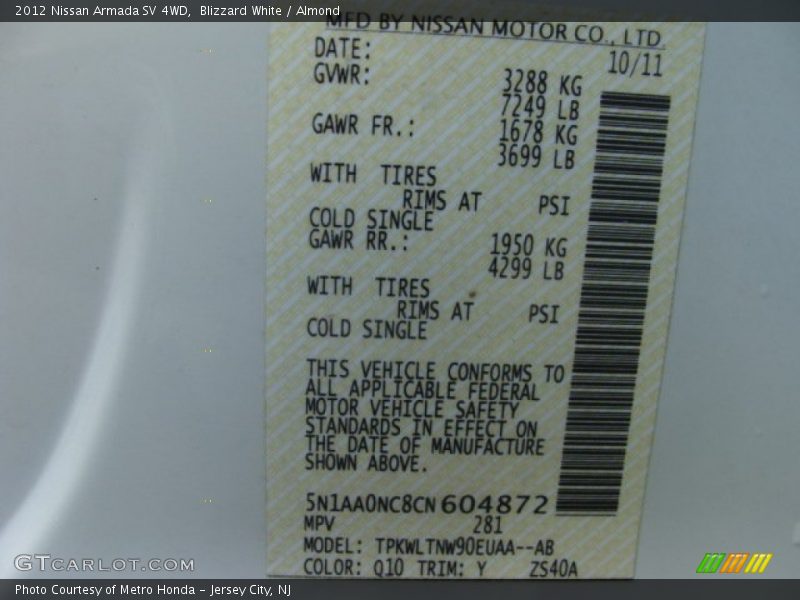 2012 Nissan Armada SV 4WD, Blizzard White / Almond
MFD BY NISSAN MOTOR CO., LTD.
DATE: 10/11
GVWR: 3288 KG
7249 LB
GAWR FR.: 1678 KG
3699 LB
WITH TIRES
RIMS AT PSI
COLD SINGLE
GAWR RR.: 1950 KG
4299 LB
WITH TIRES
RIMS AT PSI
COLD SINGLE
THIS VEHICLE CONFORMS TO
ALL APPLICABLE FEDERAL
MOTOR VEHICLE SAFETY
STANDARDS IN EFFECT ON
THE DATE OF MANUFACTURE
SHOWN ABOVE.
5N1AA0NC8CN604872
MPV 281
MODEL: TPKWLTNW90EUAA--AB
COLOR: Q10 TRIM: Y ZS40A
GTCARLOT.COM
Photo Courtesy of Metro Honda - Jersey City, NJ